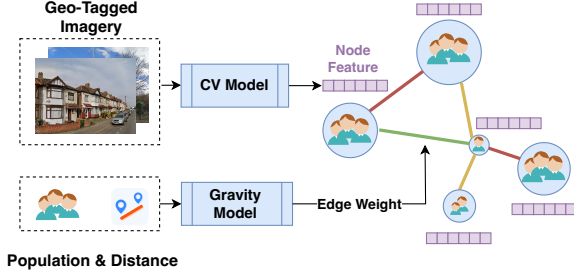 Geo-Tagged
Imagery
CV Model
Node
Feature
Gravity
Model
Edge Weight
Population & Distance